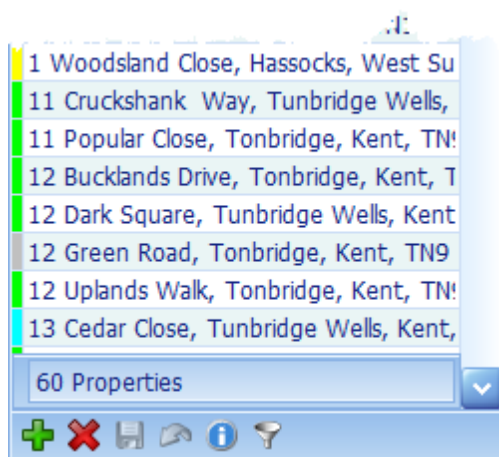 1 Woodsland Close, Hassocks, West Su
11 Cruckshank  Way, Tunbridge Wells,
11 Popular Close, Tonbridge, Kent, TN9
12 Bucklands Drive, Tonbridge, Kent, T
12 Dark Square, Tunbridge Wells, Kent
12 Green Road, Tonbridge, Kent, TN9
12 Uplands Walk, Tonbridge, Kent, TN9
13 Cedar Close, Tunbridge Wells, Kent,
60 Properties